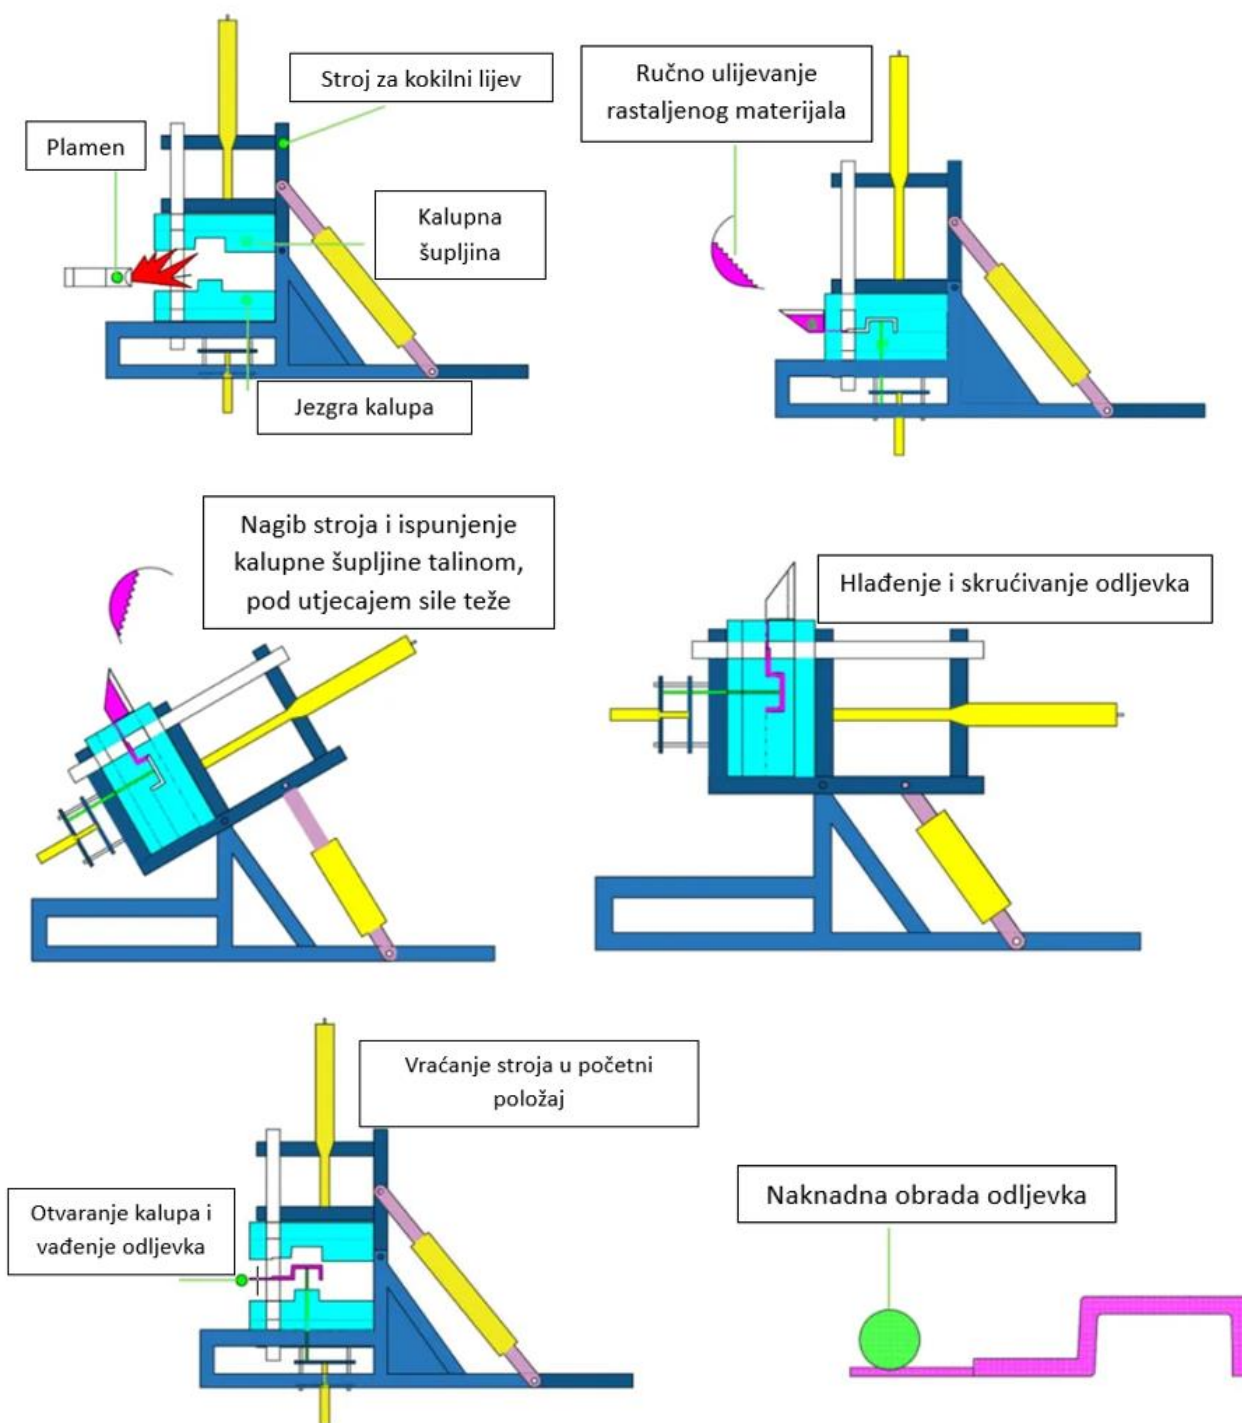 Stroj za kokilni lijev
Plamen
Kalupna
šupljina
Jezgra kalupa
Ručno ulijevanje
rastaljenog materijala
Nagib stroja i ispunjenje
kalupne šupljine talinom,
pod utjecajem sile teže
Hlađenje i skrućivanje odljevka
Vraćanje stroja u početni
položaj
Otvaranje kalupa i
vađenje odljevka
Naknadna obrada odljevka